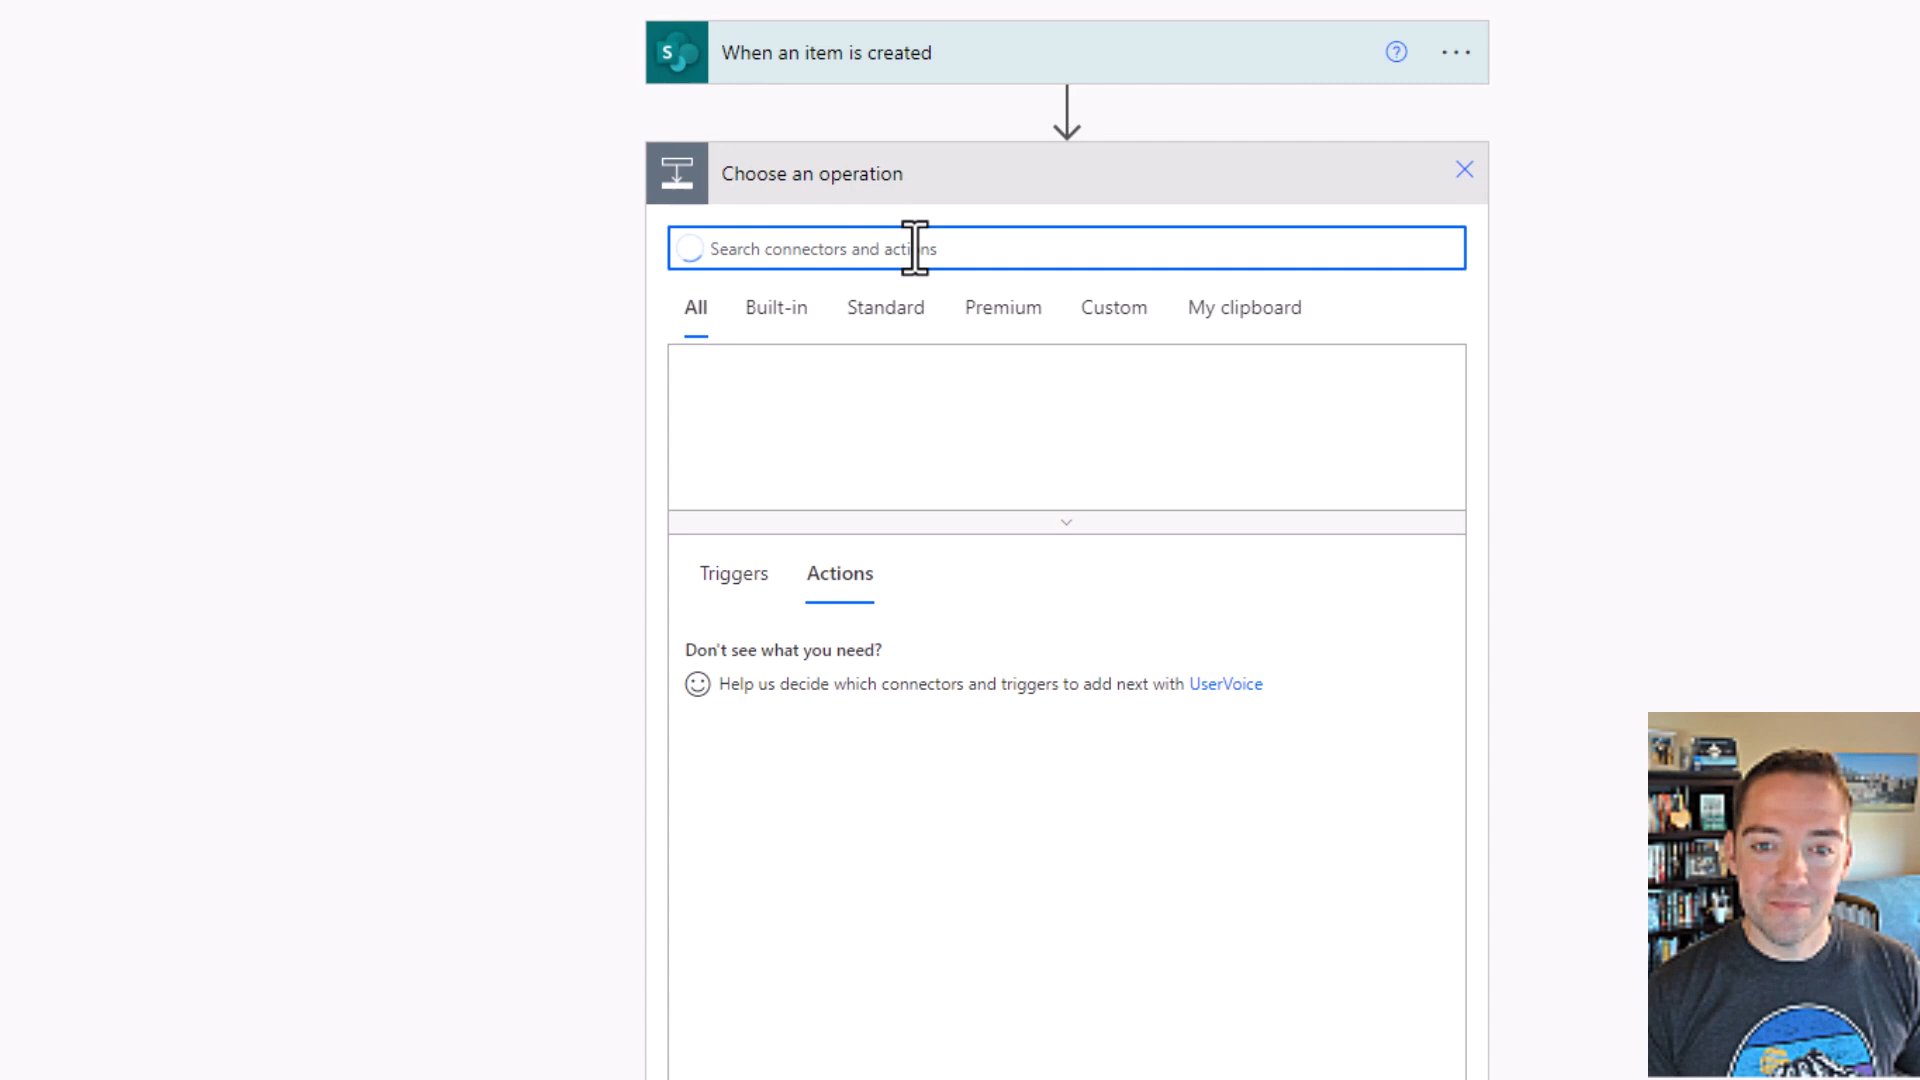 S
When an item is created
?
Choose an operation
Search connectors and actions
All Built-in Standard Premium Custom My clipboard
Triggers Actions
Don't see what you need?
Help us decide which connectors and triggers to add next with UserVoice